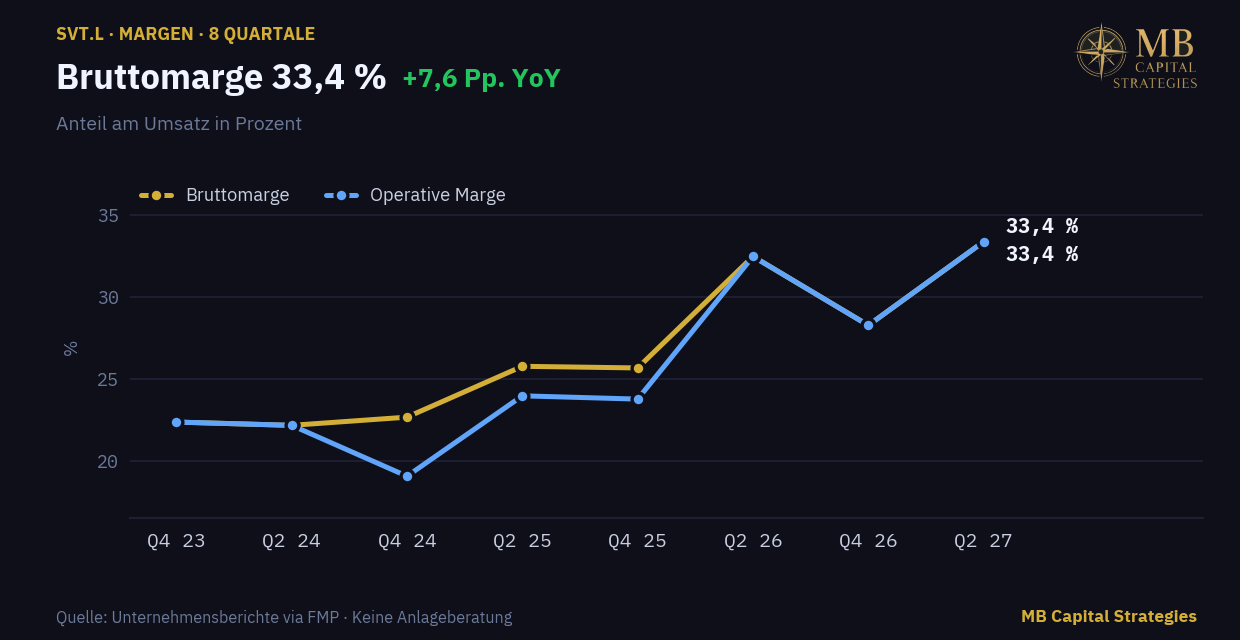 SVT.L · MARGEN · 8 QUARTALE
Bruttomarge 33,4 % +7,6 Pp. YoY
Anteil am Umsatz in Prozent
MB
CAPITAL
STRATEGIES
Bruttomarge Operative Marge
35
30
25
20
%
33,4 %
33,4 %
Q4 23 Q2 24 Q4 24 Q2 25 Q4 25 Q2 26 Q4 26 Q2 27
Quelle: Unternehmensberichte via FMP · Keine Anlageberatung
MB Capital Strategies